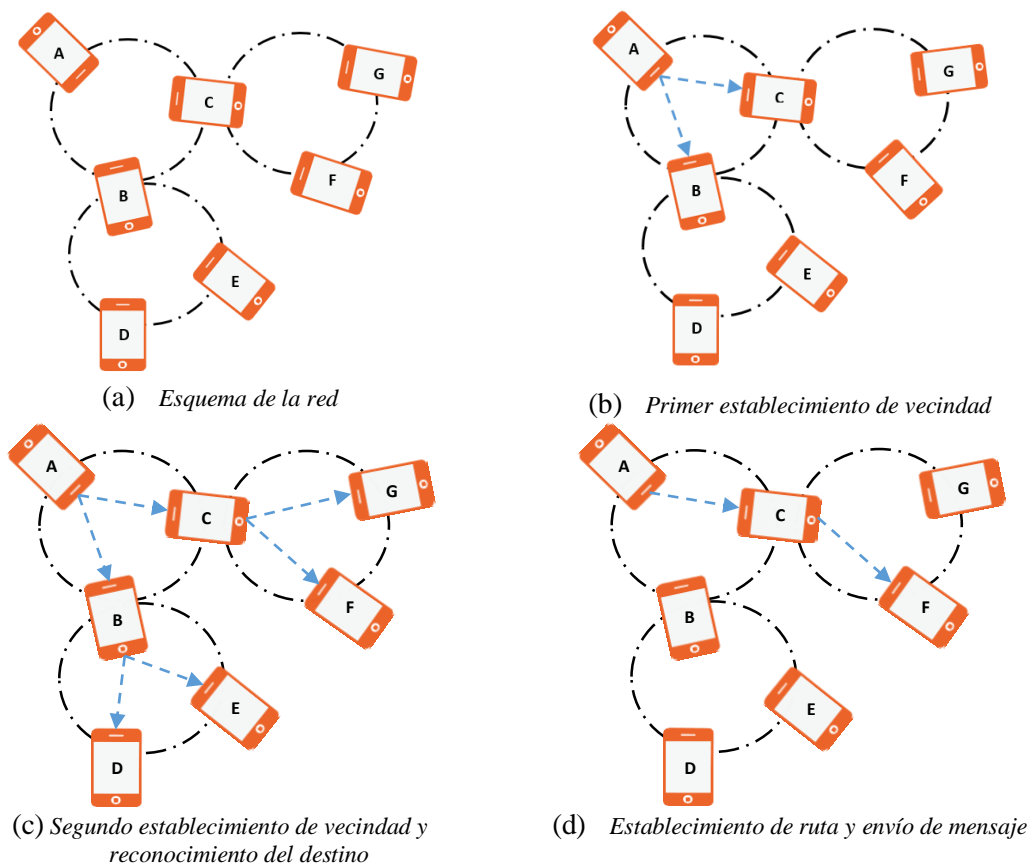 A
C
G
B
F
E
D
(a) Esquema de la red
A
C
G
B
F
E
D
(b) Primer establecimiento de vecindad
A
C
G
B
F
E
D
(c) Segundo establecimiento de vecindad y
reconocimiento del destino
A
C
G
B
F
E
D
(d) Establecimiento de ruta y envío de mensaje